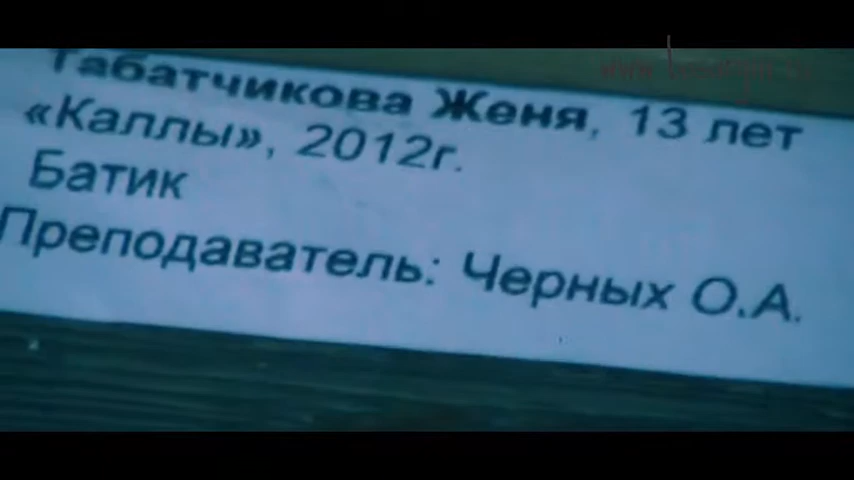 Табатчикова Женя, 13 лет
«Каллы», 2012г.
Батик
Преподаватель: Черных О.А.